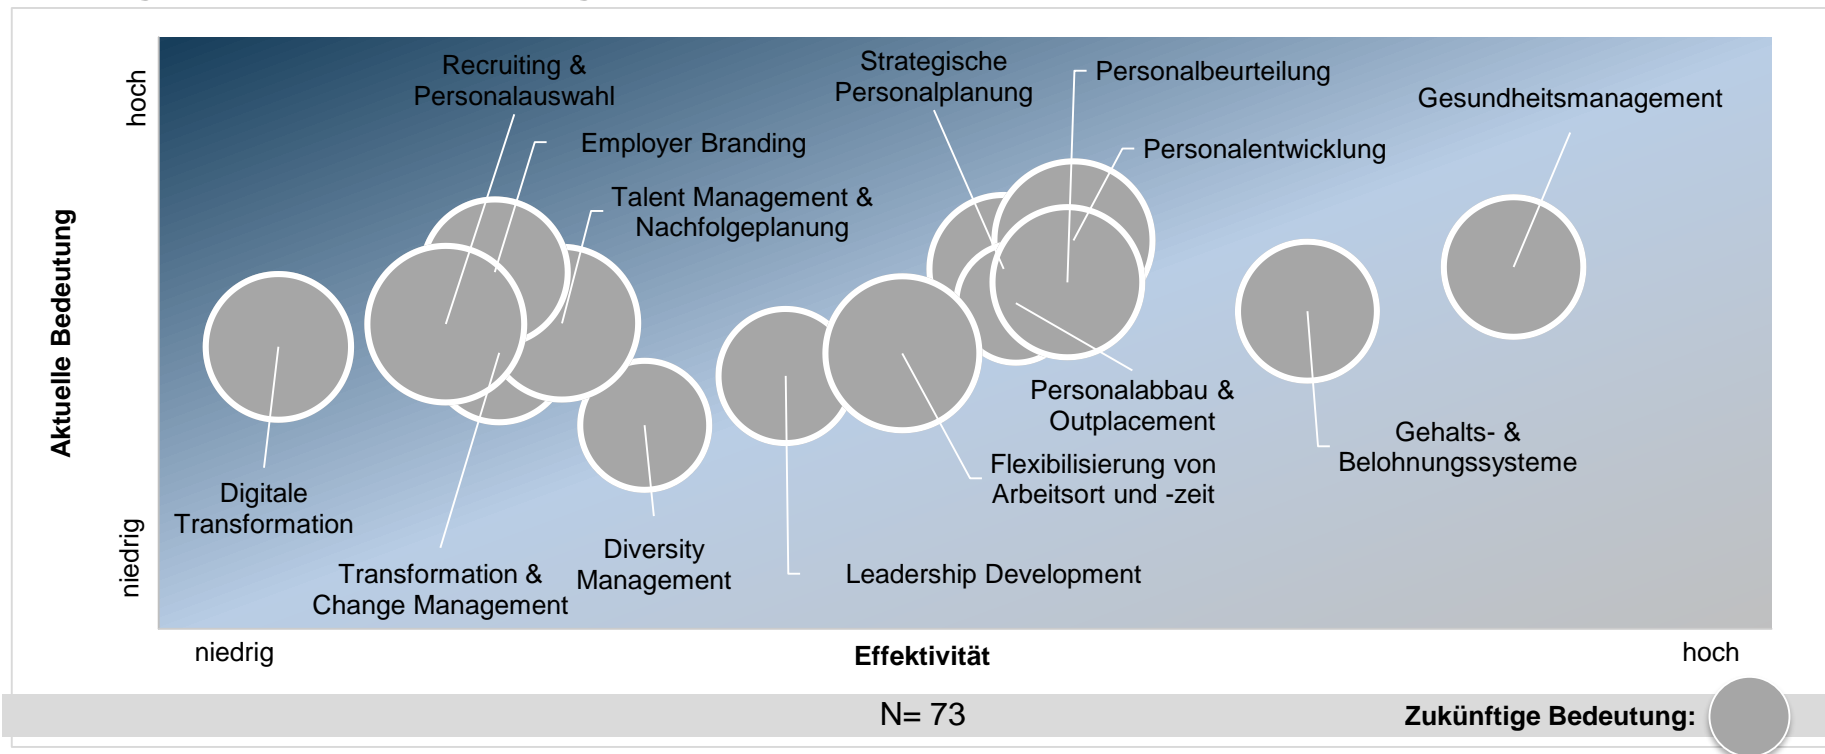 hoch
Aktuelle Bedeutung
niedrig
Recruiting &
Personalauswahl
Employer Branding
Talent Management &
Nachfolgeplanung
Strategische
Personalplanung
Personalbeurteilung
Personalentwicklung
Gesundheitsmanagement
Digitale
Transformation
Transformation &
Change Management
Diversity
Management
Leadership Development
Personalabbau &
Outplacement
Flexibilisierung von
Arbeitsort und -zeit
Gehalts- &
Belohnungssysteme
niedrig
Effektivität
hoch
N= 73
Zukünftige Bedeutung: